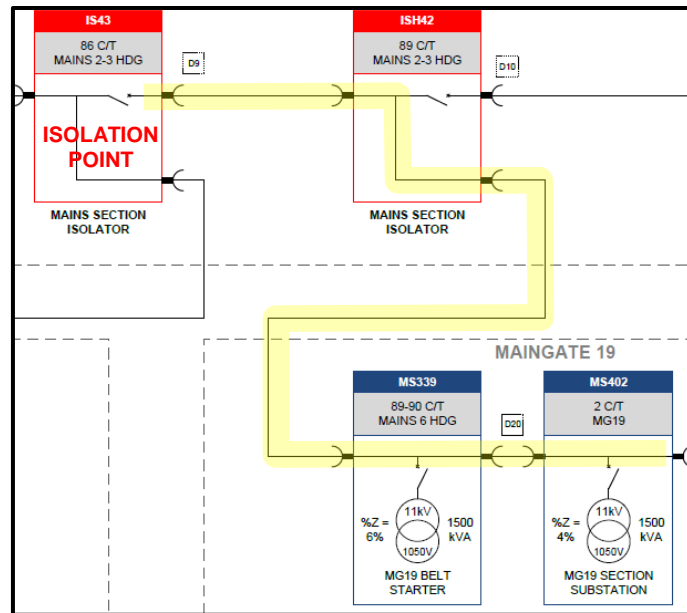 IS43
86 C/T
MAINS 2-3 HDG
D9
ISOLATION
POINT
MAINS SECTION
ISOLATOR
ISH42
89 C/T
MAINS 2-3 HDG
D10
MAINS SECTION
ISOLATOR
MAINGATE 19
MS339
89-90 C/T
MAINS 6 HDG
D20
%Z =
6%
11kV
1050V
1500
kVA
MG19 BELT
STARTER
MS402
2 C/T
MG19
%Z =
4%
11kV
1050V
1500
kVA
MG19 SECTION
SUBSTATION